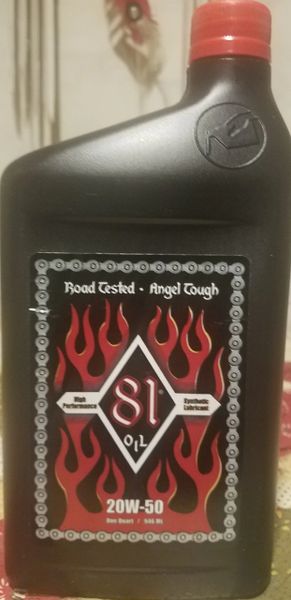 Road Tested - Angel Tough
High Performance
81
OIL
Synthetic Lubricant
20W-50
One Quart / 946 ML